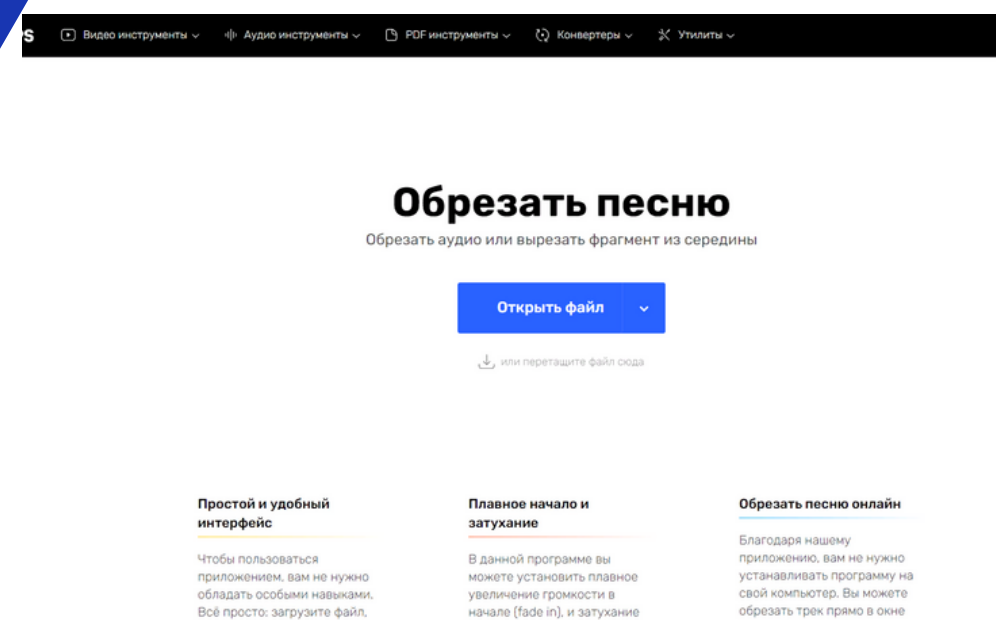 Видео инструменты
Аудио инструменты
PDF инструменты
Конвертеры
Утилиты
Обрезать песню
Обрезать аудио или вырезать фрагмент из середины
Открыть файл
или перетащите файл сюда
Простой и удобный
интерфейс
Чтобы пользоваться
приложением, вам не нужно
обладать особыми навыками.
Всё просто: загрузите файл,
Плавное начало и
затухание
В данной программе вы
можете установить плавное
увеличение громкости в
начале (fade in), и затухание
Обрезать песню онлайн
Благодаря нашему
приложению, вам не нужно
устанавливать программу на
свой компьютер. Вы можете
обрезать трек прямо в окне